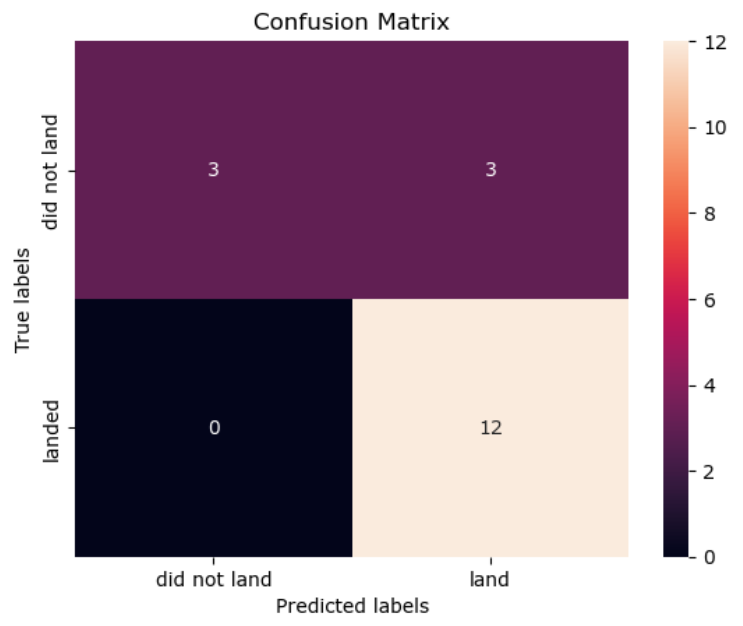 Confusion Matrix
True labels
did not land
landed
3 3
0 12
did not land land
Predicted labels
12
10
8
6
4
2
0